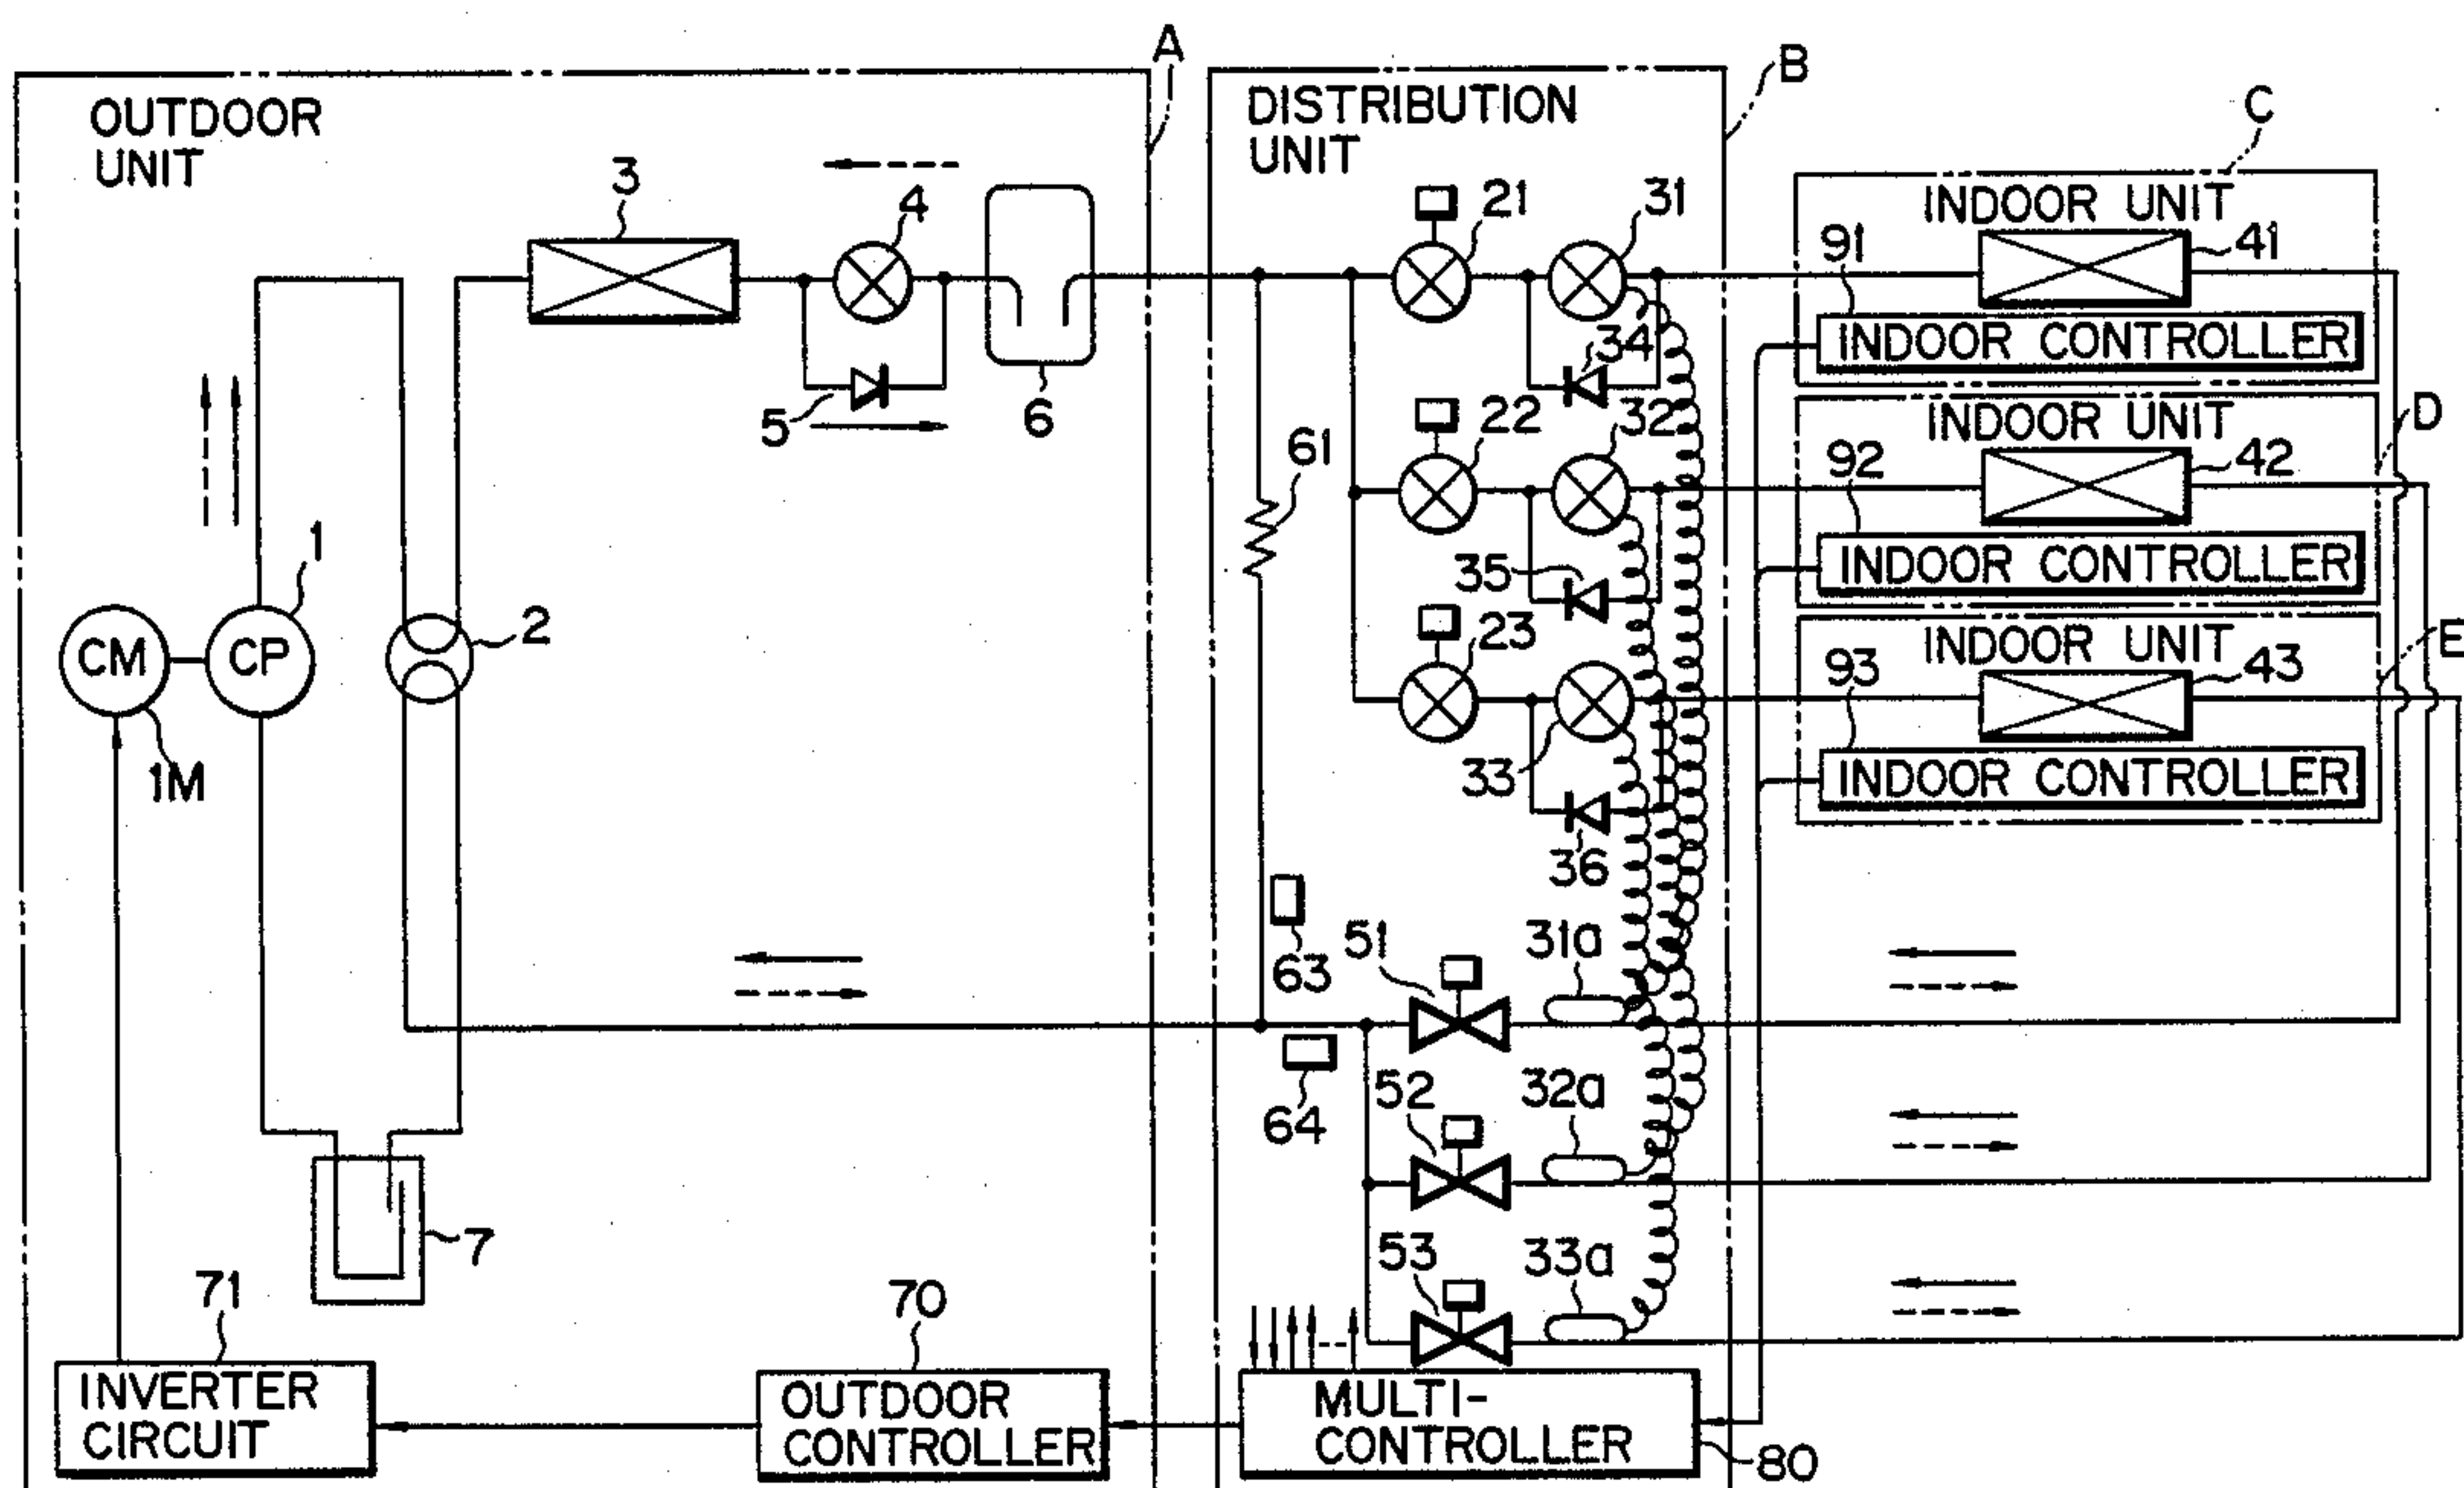 A
B
OUTDOOR
UNIT
DISTRIBUTION
UNIT
C
3
4
21
31
INDOOR UNIT
91
41
INDOOR CONTROLLER
34
5
6
22
32
INDOOR UNIT
D
61
92
42
INDOOR CONTROLLER
1
35
2
23
CM
CP
INDOOR UNIT
E
93
43
1M
33
INDOOR CONTROLLER
36
51
31a
63
52
32a
64
7
53
33a
71
70
INVERTER
CIRCUIT
OUTDOOR
CONTROLLER
MULTI-
CONTROLLER
80